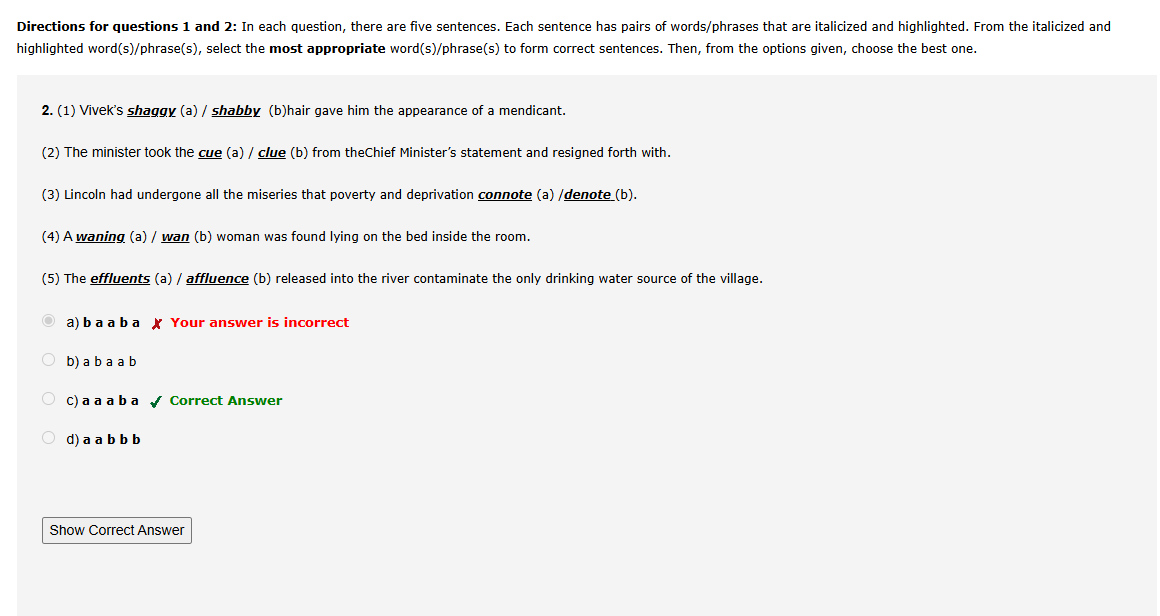 Directions for questions 1 and 2: In each question, there are five sentences. Each sentence has pairs of words/phrases that are italicized and highlighted. From the italicized and
highlighted word(s)/phrase(s), select the most appropriate word(s)/phrase(s) to form correct sentences. Then, from the options given, choose the best one.
2. (1) Vivek's shaggy (a) / shabby (b)hair gave him the appearance of a mendicant.
(2) The minister took the cue (a) / clue (b) from theChief Minister's statement and resigned forth with.
(3) Lincoln had undergone all the miseries that poverty and deprivation connote (a) /denote (b).
(4) A waning (a) / wan (b) woman was found lying on the bed inside the room.
(5) The effluents (a) / affluence (b) released into the river contaminate the only drinking water source of the village.
a) b a a b a ✗ Your answer is incorrect
b) a b a a b
c) a a a b a ✓ Correct Answer
d) a a b b b
Show Correct Answer